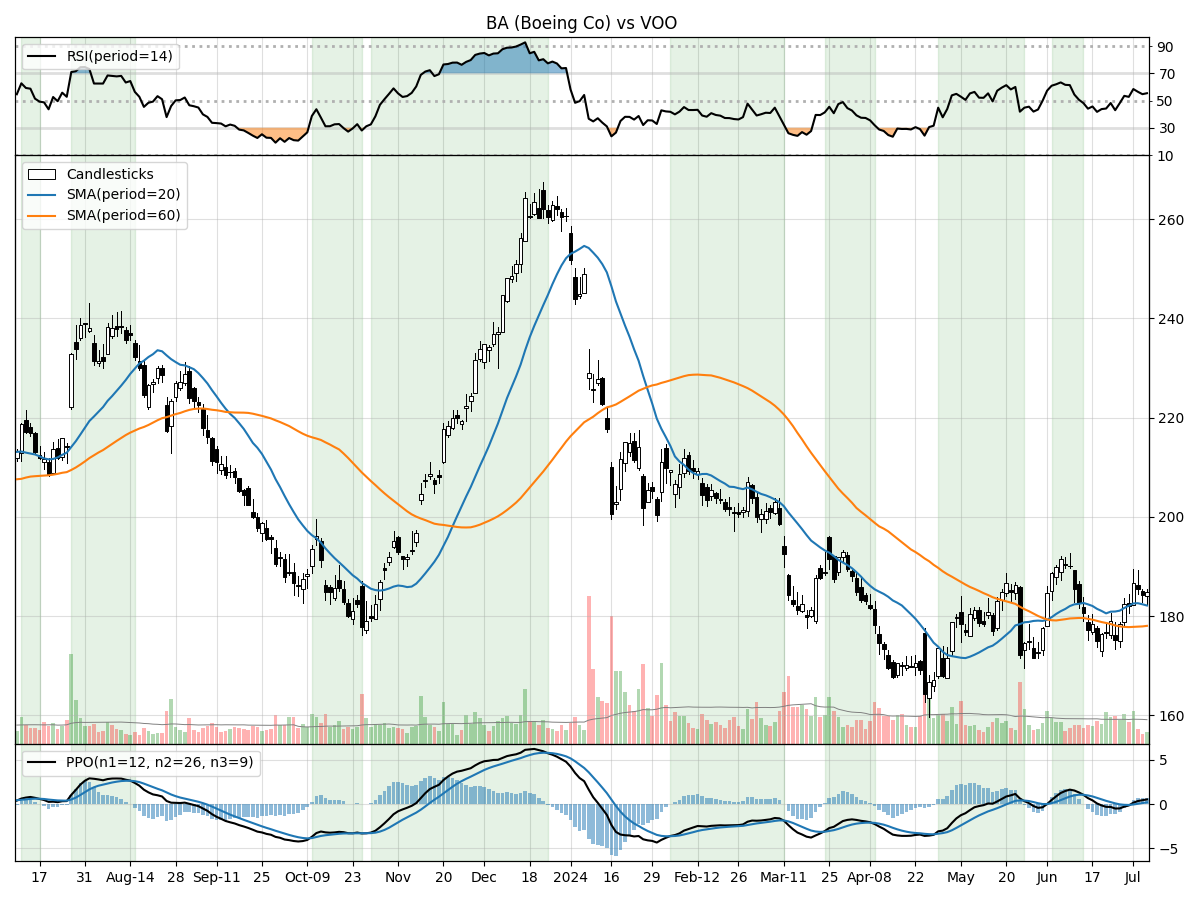 BA (Boeing Co) vs VOO
RSI(period=14)
90
70
50
30
10
Candlesticks
SMA(period=20)
SMA(period=60)
260
240
220
200
180
160
PPO(n1=12, n2=26, n3=9)
5
0
−5
17 31 Aug-14 28 Sep-11 25 Oct-09 23 Nov 20 Dec 18 2024 16 29 Feb-12 26 Mar-11 25 Apr-08 22 May 20 Jun 17 Jul